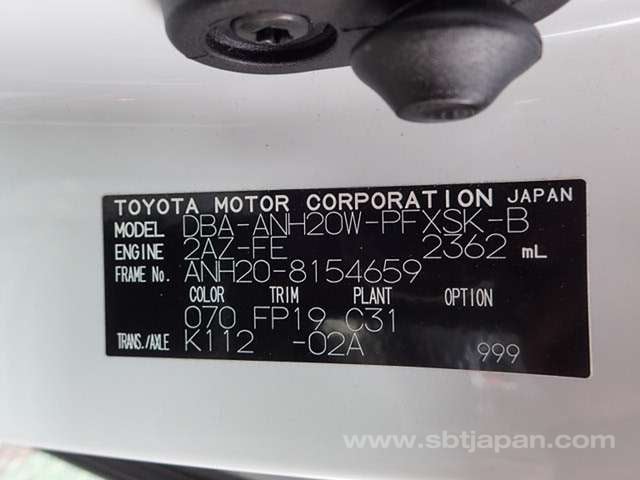 TOYOTA MOTOR CORPORATION JAPAN
MODEL DBA-ANH20W-PFXSK-B
ENGINE 2AZ-FE 2362 mL
FRAME No. ANH20-8154659
COLOR TRIM PLANT OPTION
070 FP19 C31
TRANS./AXLE K112 -02A 999
www.sbtjapan.com